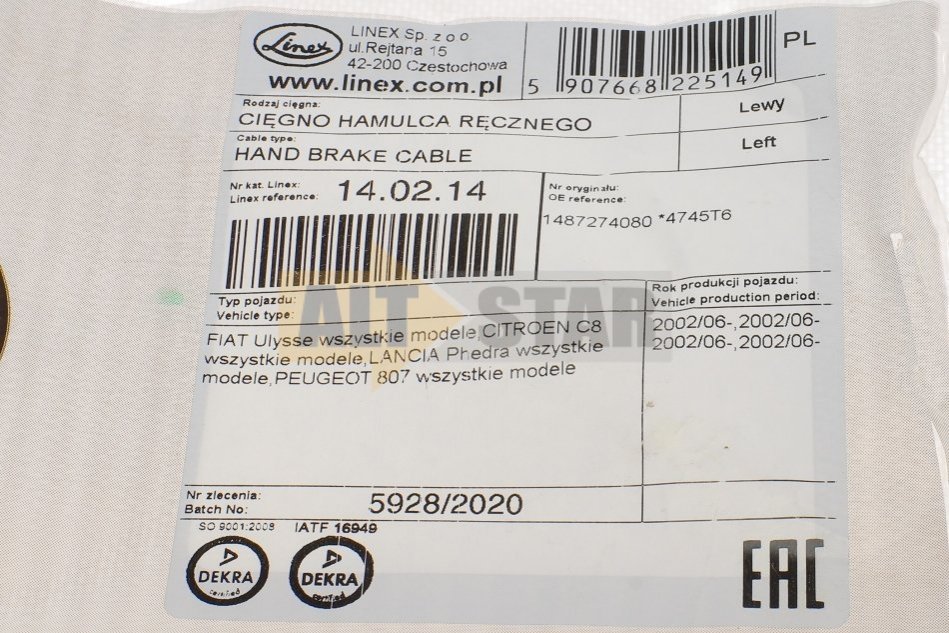 Linex
LINEX Sp. z o o
ul.Rejtana 15
42-200 Częstochowa
www.linex.com.pl
5 907668 225149
PL
Rodzaj cięgna:
CIĘGNO HAMULCA RĘCZNEGO
Lewy
Cable type:
HAND BRAKE CABLE
Left
Nr kat. Linex:
Linex reference:
14.02.14
Nr oryginału:
OE reference:
1487274080 *4745T6
AIT STAR
Typ pojazdu:
Vehicle type:
Rok produkcji pojazdu:
Vehicle production period:
FIAT Ulysse wszystkie modele,CITROEN C8
wszystkie modele,LANCIA Phedra wszystkie
modele,PEUGEOT 807 wszystkie modele
2002/06-,2002/06-
2002/06-,2002/06-
Nr zlecenia:
Batch No:
5928/2020
ISO 9001:2008
IATF 16949
DEKRA
certified
DEKRA
certified
EAC